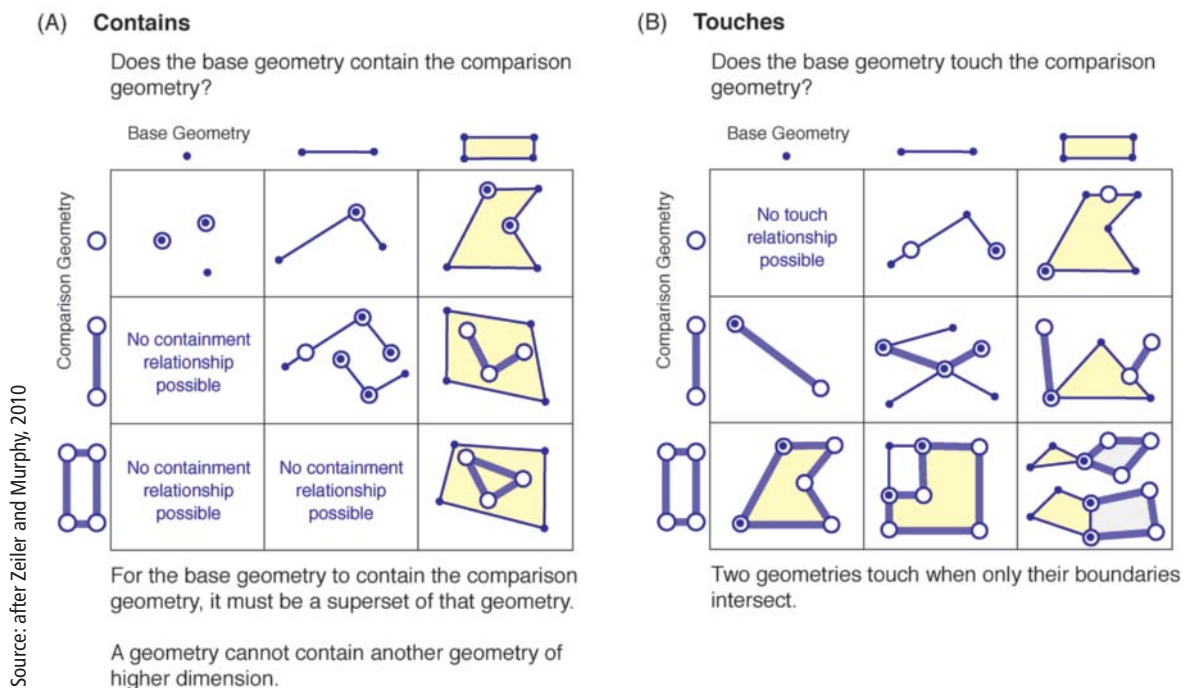 (A) Contains
Does the base geometry contain the comparison
geometry?
Base Geometry
Comparison Geometry
No containment
relationship
possible
No containment
relationship
possible
No containment
relationship
possible
For the base geometry to contain the comparison
geometry, it must be a superset of that geometry.
A geometry cannot contain another geometry of
higher dimension.
(B) Touches
Does the base geometry touch the comparison
geometry?
Base Geometry
Comparison Geometry
No touch
relationship
possible
Two geometries touch when only their boundaries
intersect.
Source: after Zeiler and Murphy, 2010